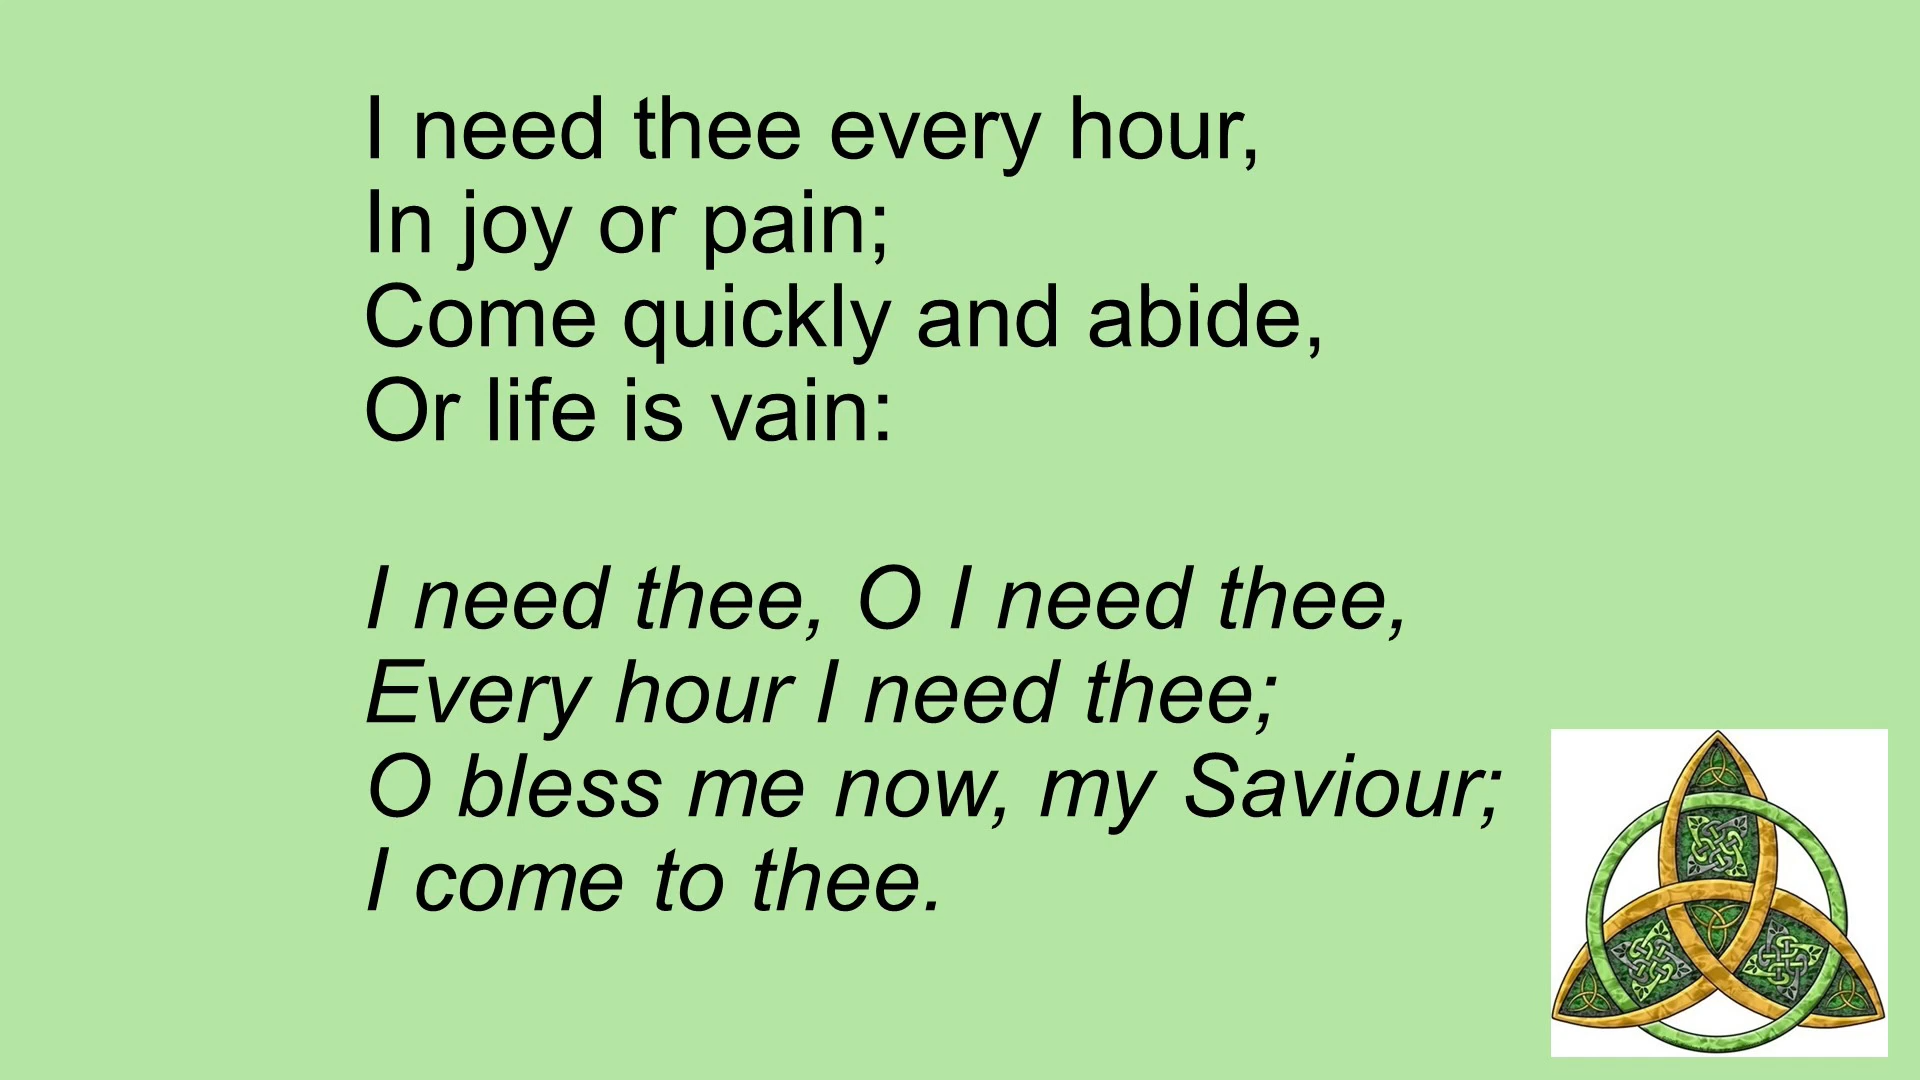 I need thee every hour,
In joy or pain;
Come quickly and abide,
Or life is vain:
I need thee, O I need thee,
Every hour I need thee;
O bless me now, my Saviour;
I come to thee.